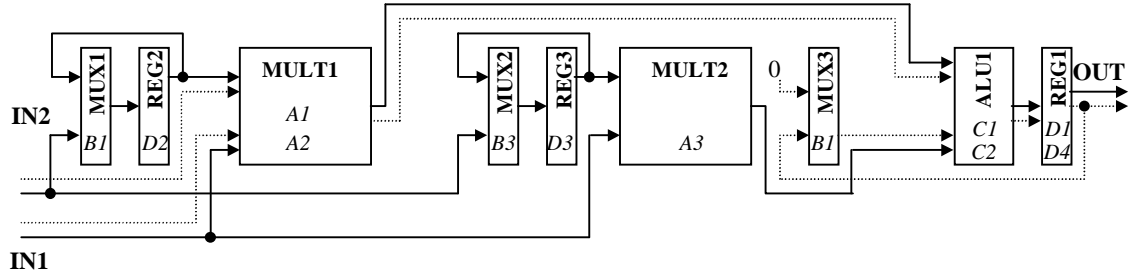 MUX1
B1
REG2
D2
MULT1
A1
A2
MUX2
B3
REG3
D3
MULT2
A3
0
MUX3
B1
ALU1
C1
C2
REG1
D1
D4
OUT
IN2
IN1